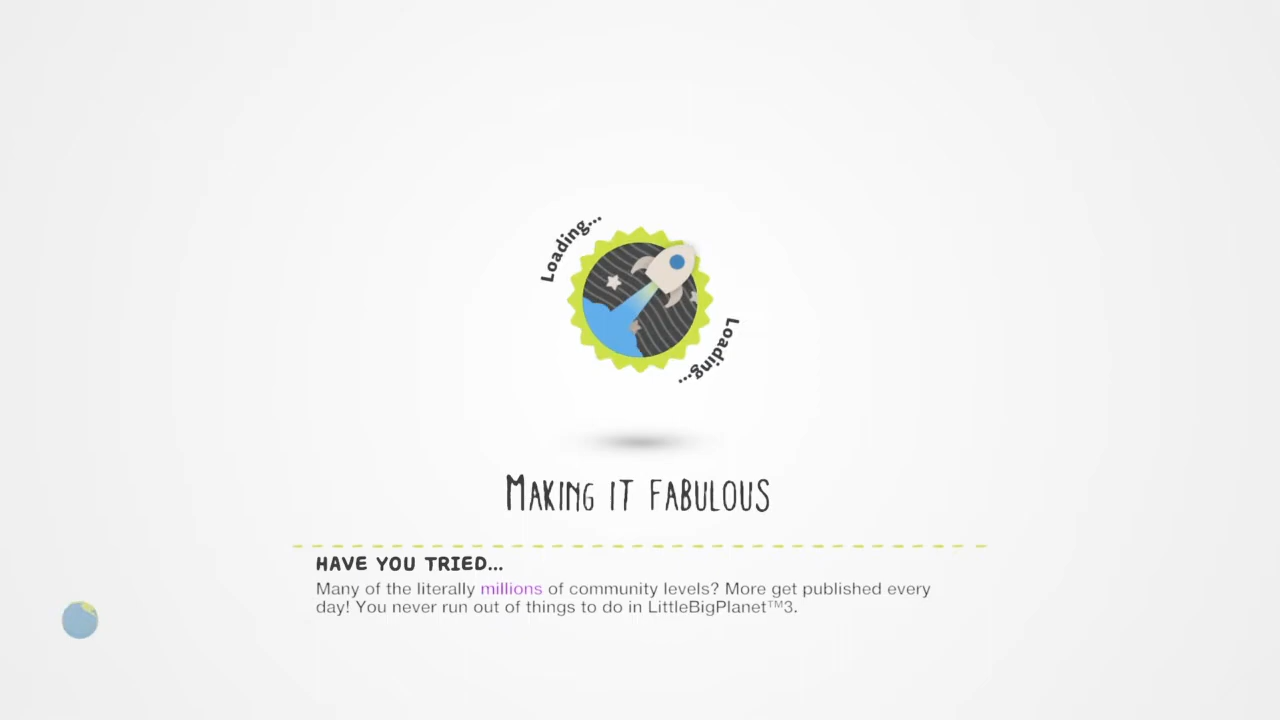 Loading...
Loading...
MAKING IT FABULOUS
HAVE YOU TRIED...
Many of the literally millions of community levels? More get published every
day! You never run out of things to do in LittleBigPlanet™3.